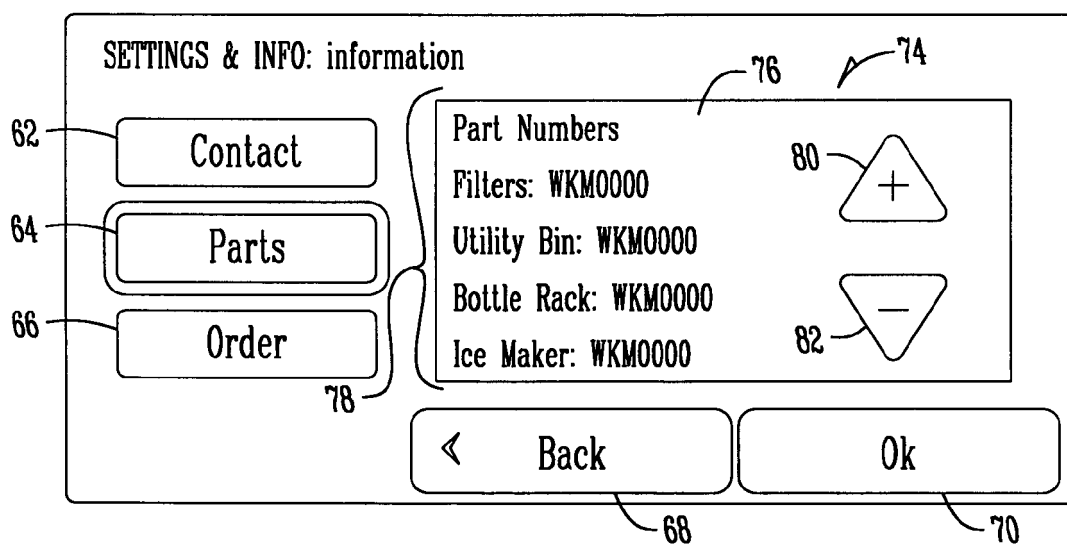 SETTINGS & INFO: information
74
76
62
Contact
Part Numbers
80
+
Filters: WKM0000
64
Parts
Utility Bin: WKM0000
66
Order
Bottle Rack: WKM0000
82
−
Ice Maker: WKM0000
78
Back
Ok
68
70